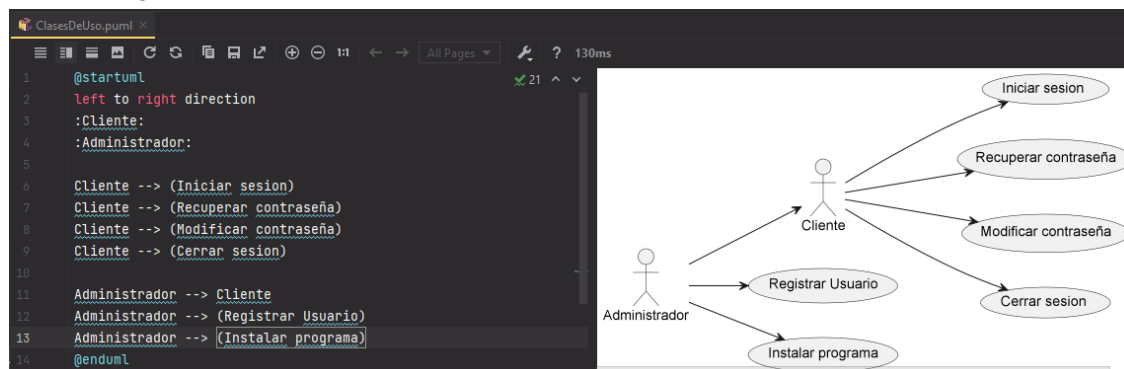 ClasesDeUso.puml
1:1
All Pages
?
130ms
1 @startuml
2 left to right direction
3 :Cliente:
4 :Administrador:
5
6 Cliente --> (Iniciar sesion)
7 Cliente --> (Recuperar contraseña)
8 Cliente --> (Modificar contraseña)
9 Cliente --> (Cerrar sesion)
10
11 Administrador --> Cliente
12 Administrador --> (Registrar Usuario)
13 Administrador --> (Instalar programa)
14 @enduml
21
Iniciar sesion
Recuperar contraseña
Cliente
Modificar contraseña
Registrar Usuario
Cerrar sesion
Administrador
Instalar programa